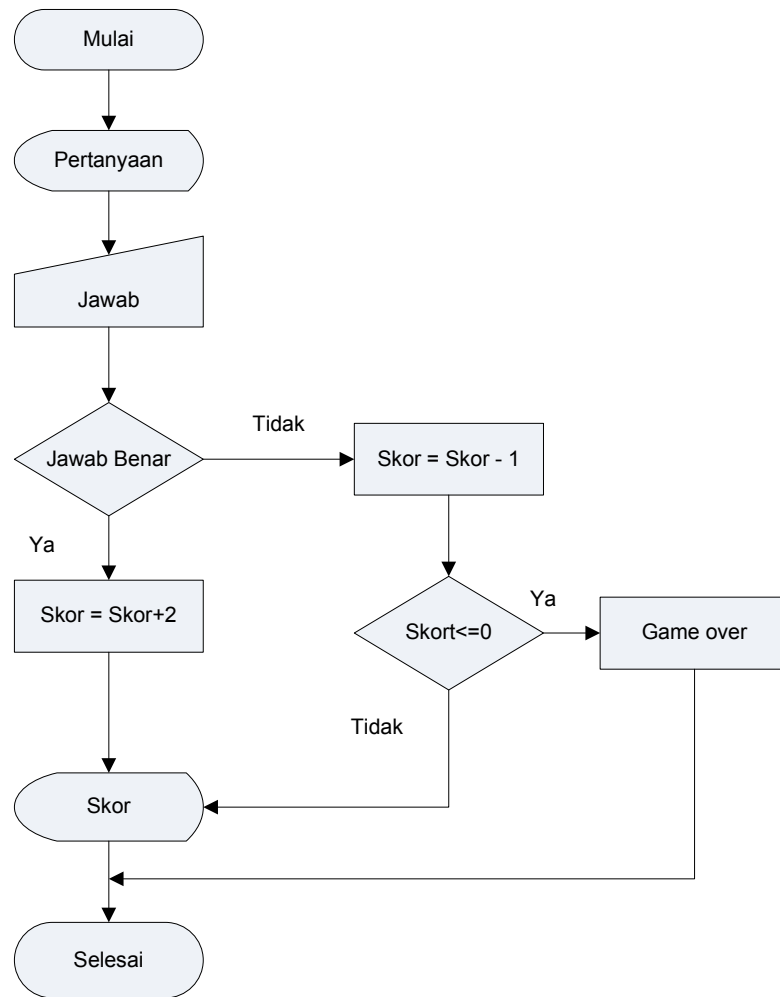 Mulai
Pertanyaan
Jawab
Jawab Benar
Tidak
Skor = Skor - 1
Ya
Skor = Skor+2
Skort<=0
Ya
Game over
Tidak
Skor
Selesai